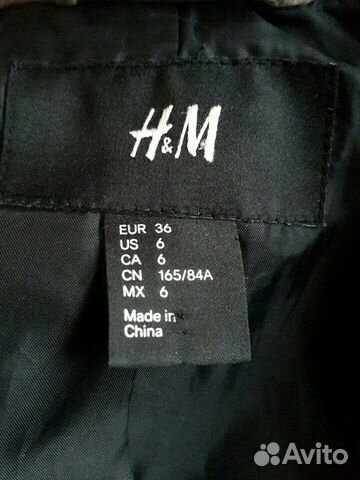 H&M
EUR 36
US 6
CA 6
CN 165/84A
MX 6
Made in
China
Avito